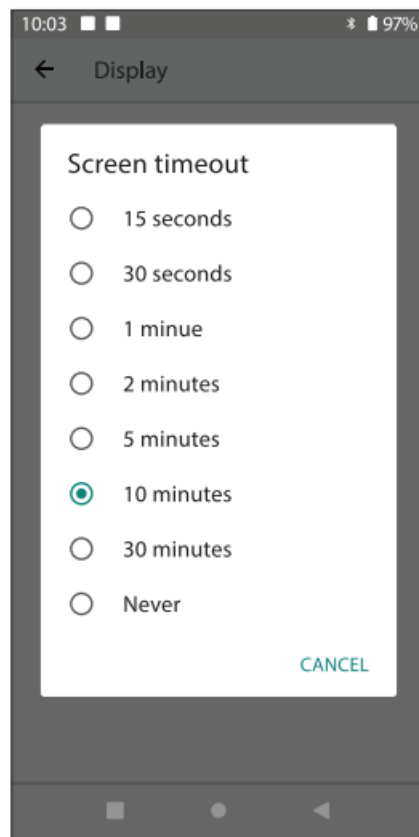 10:03 97%
Display
Screen timeout
15 seconds
30 seconds
1 minue
2 minutes
5 minutes
10 minutes
30 minutes
Never
CANCEL